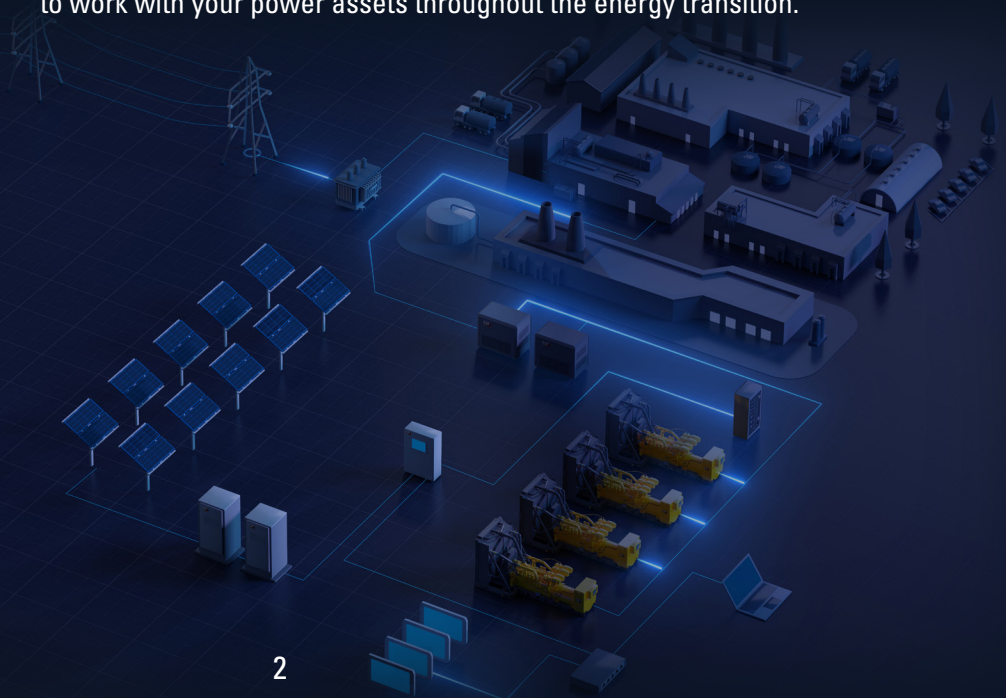 to work with your power assets throughout the energy transition.
2